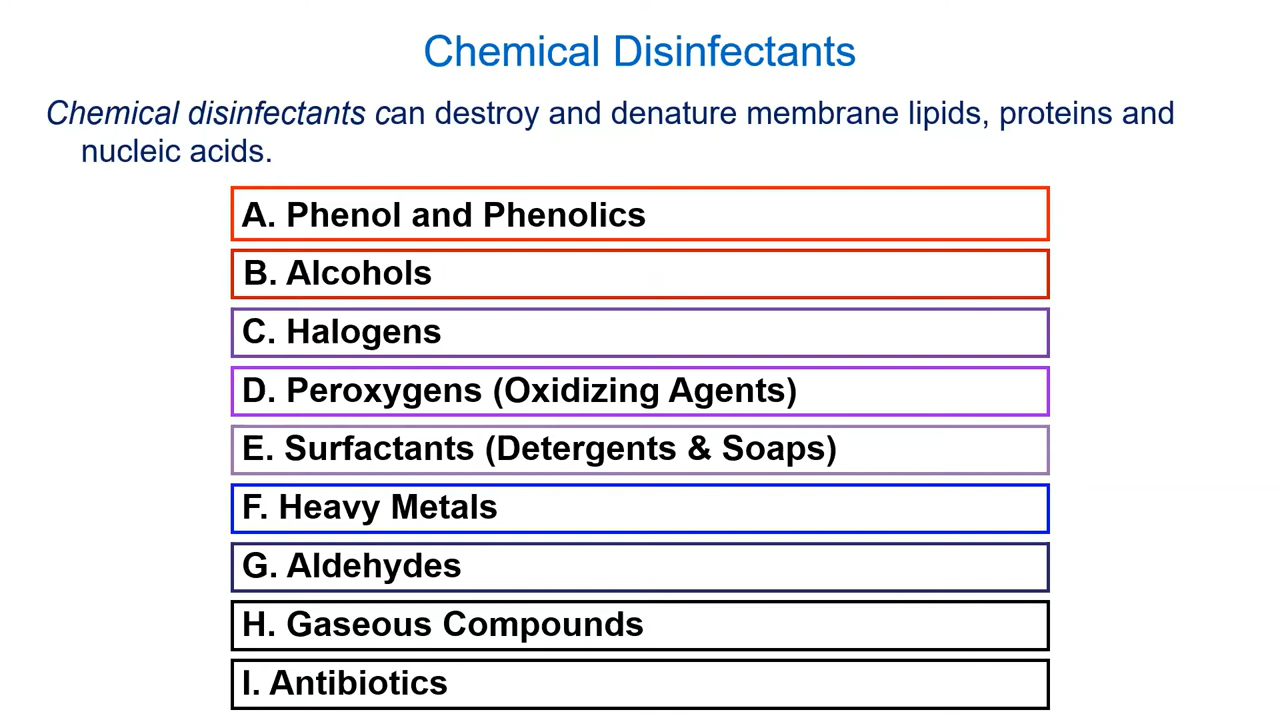 Chemical Disinfectants
Chemical disinfectants can destroy and denature membrane lipids, proteins and
nucleic acids.
A. Phenol and Phenolics
B. Alcohols
C. Halogens
D. Peroxygens (Oxidizing Agents)
E. Surfactants (Detergents & Soaps)
F. Heavy Metals
G. Aldehydes
H. Gaseous Compounds
I. Antibiotics